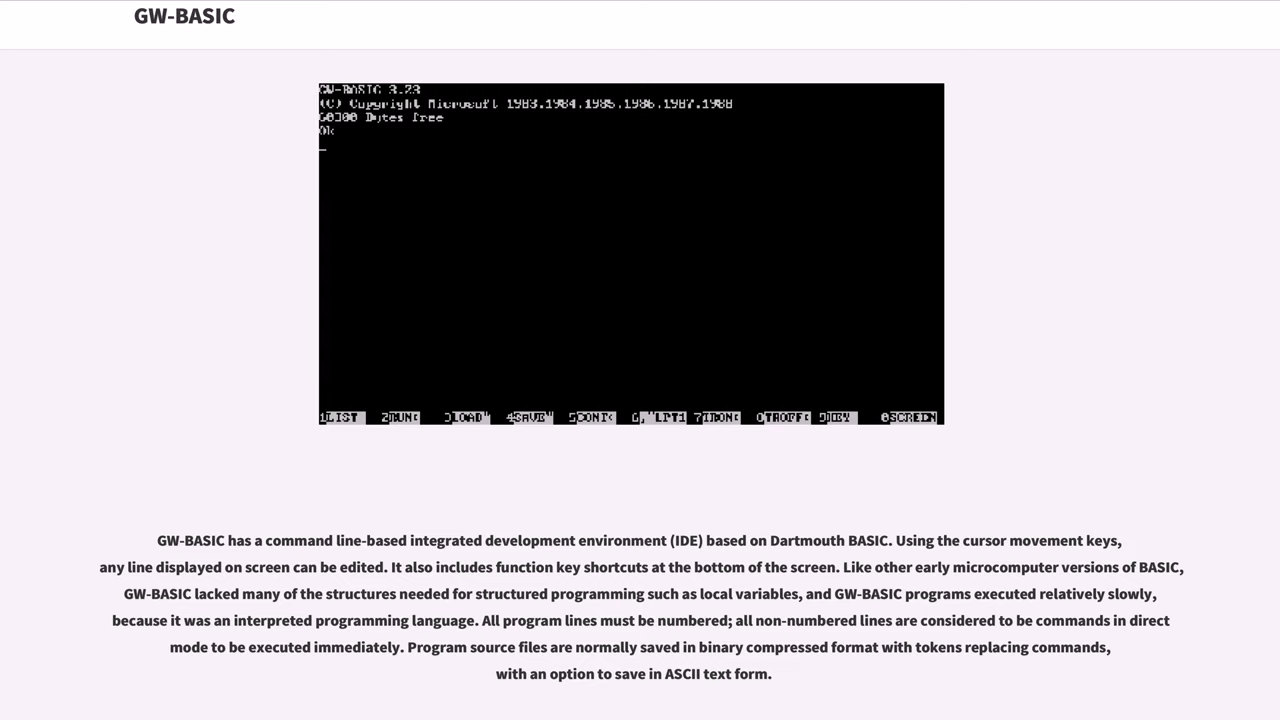 GW-BASIC
GW-BASIC 3.23
(C) Copyright Microsoft 1983,1984,1985,1986,1987,1988
Bytes free
Ok
1LIST 2RUN 3LOAD" 4SAVE" 5CONT 6,"LPT1 7TRON 8TROFF 9KEY 0SCREEN
GW-BASIC has a command line-based integrated development environment (IDE) based on Dartmouth BASIC. Using the cursor movement keys,
any line displayed on screen can be edited. It also includes function key shortcuts at the bottom of the screen. Like other early microcomputer versions of BASIC,
GW-BASIC lacked many of the structures needed for structured programming such as local variables, and GW-BASIC programs executed relatively slowly,
because it was an interpreted programming language. All program lines must be numbered; all non-numbered lines are considered to be commands in direct
mode to be executed immediately. Program source files are normally saved in binary compressed format with tokens replacing commands,
with an option to save in ASCII text form.